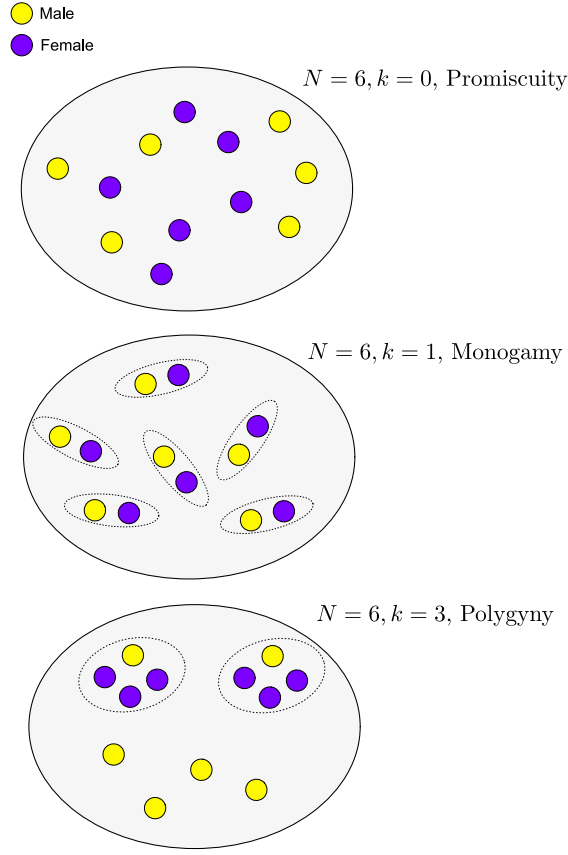 Male
Female
N = 6, k = 0, Promiscuity
N = 6, k = 1, Monogamy
N = 6, k = 3, Polygyny